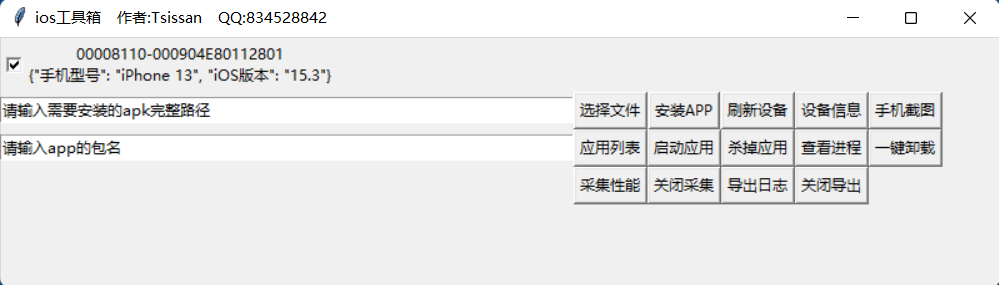 ios工具箱 作者:Tsissan QQ:834528842
00008110-000904E80112801
{"手机型号": "iPhone 13", "iOS版本": "15.3"}
请输入需要安装的apk完整路径 选择文件 安装APP 刷新设备 设备信息 手机截图
请输入app的包名 应用列表 启动应用 杀掉应用 查看进程 一键卸载
采集性能 关闭采集 导出日志 关闭导出